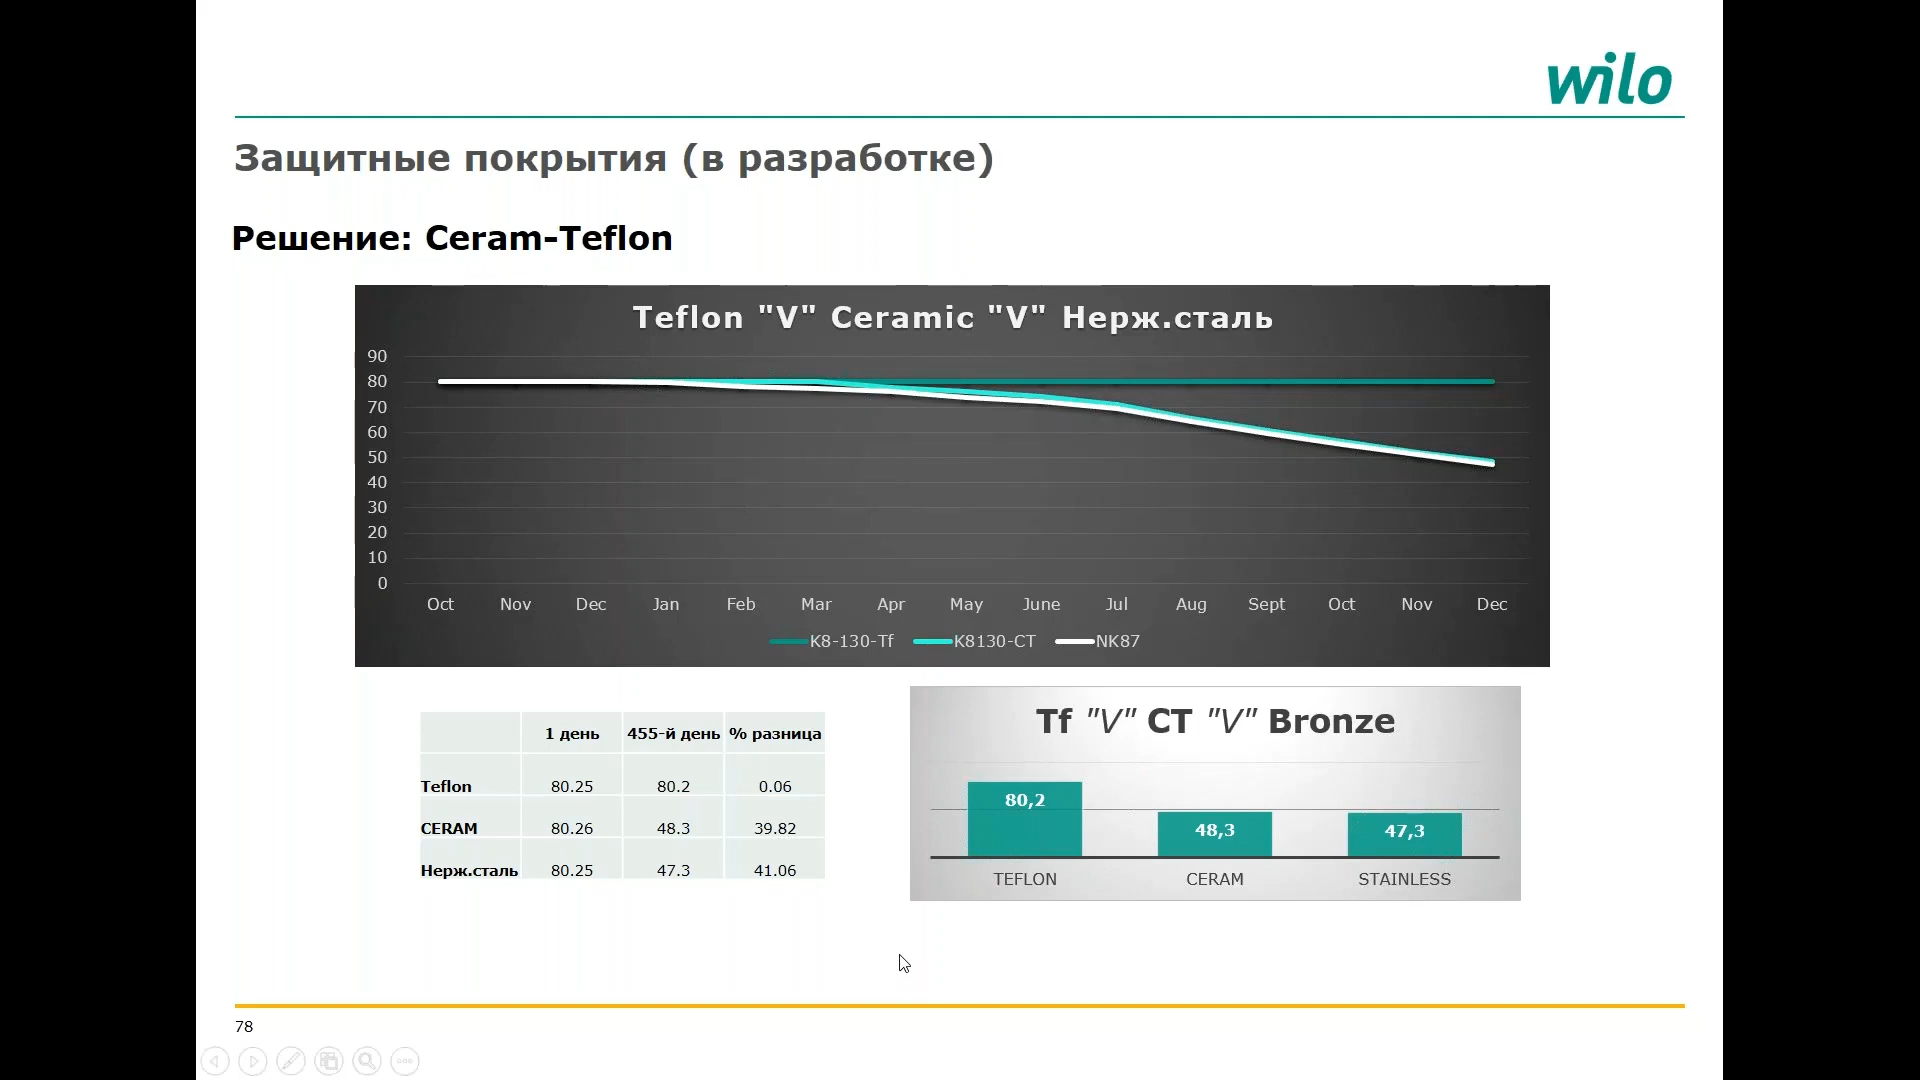 wilo
Защитные покрытия (в разработке)
Решение: Ceram-Teflon
Teflon "V" Ceramic "V" Нерж.сталь
90
80
70
60
50
40
30
20
10
0
Oct Nov Dec Jan Feb Mar Apr May June Jul Aug Sept Oct Nov Dec
K8-130-Tf K8130-CT NK87
1 день 455-й день % разница
Teflon 80.25 80.2 0.06
CERAM 80.26 48.3 39.82
Нерж.сталь 80.25 47.3 41.06
Tf "V" CT "V" Bronze
80,2 48,3 47,3
TEFLON CERAM STAINLESS
78